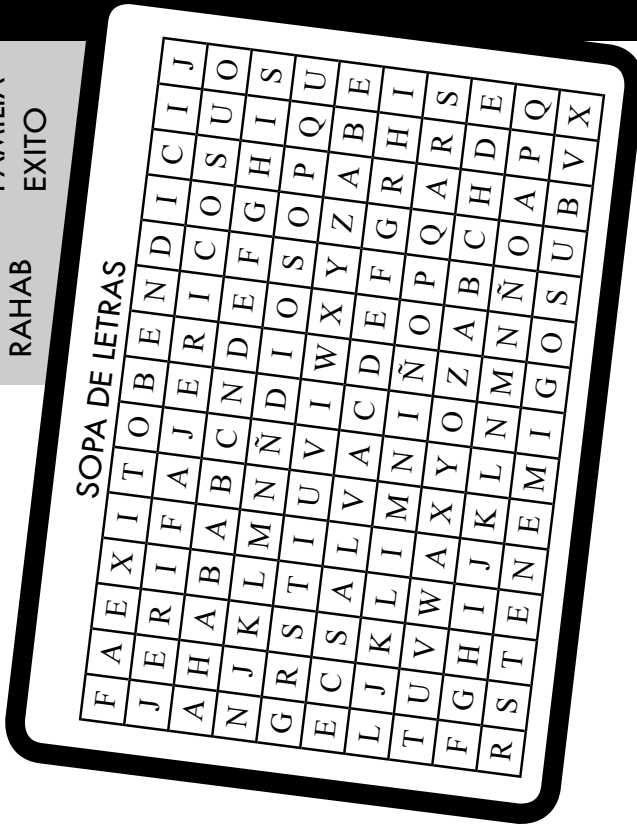 RAHAB EXITO
SOPA DE LETRAS
F A E X I T O B E N D I C I J
J E R I F A J E R I C O S U O
A H A B A B C N D E F G H I S
N J K L M N Ñ D I O S O P Q U
G R S T I U V I W X Y Z A B E
E C S A L V A C D E F G R H I
L J K L I M N I Ñ O P Q A R S
T U V W A X Y O Z A B C H D E
F G H I J K L N M N Ñ O A P Q
R S T E N E M I G O S U B V X